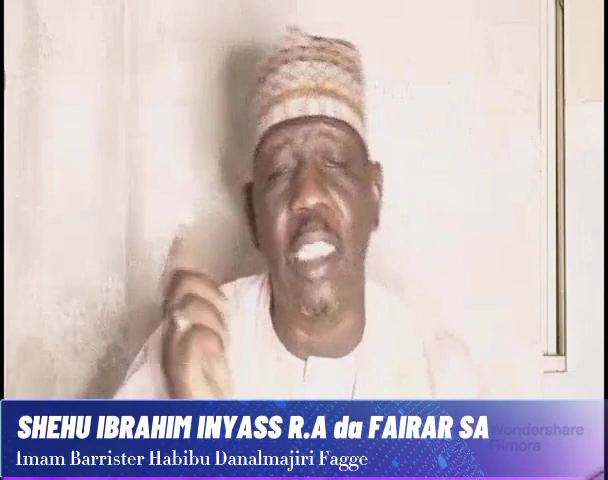 SHEHU IBRAHIM INYASS R.A da FAIRAR SA
Imam Barrister Habibu Danalmajiri Fagge
Wondershare
Filmora